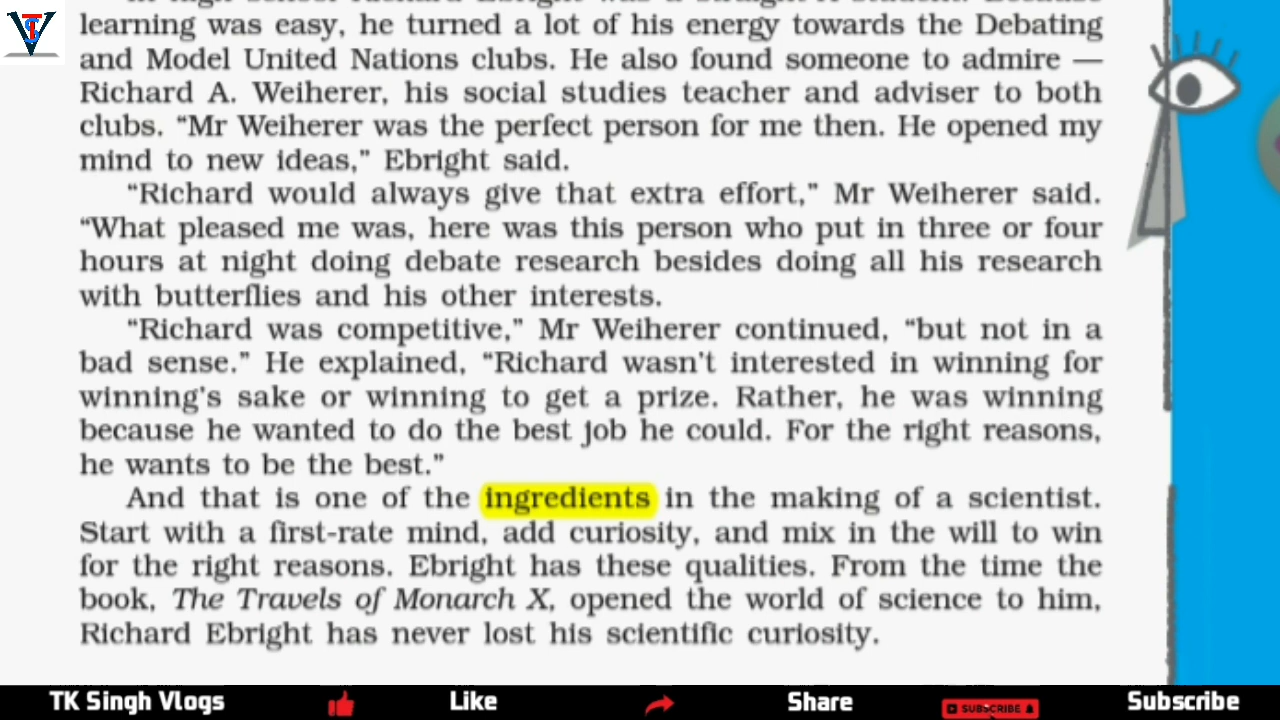 learning was easy, he turned a lot of his energy towards the Debating
and Model United Nations clubs. He also found someone to admire —
Richard A. Weiherer, his social studies teacher and adviser to both
clubs. “Mr Weiherer was the perfect person for me then. He opened my
mind to new ideas,” Ebright said.
“Richard would always give that extra effort,” Mr Weiherer said.
“What pleased me was, here was this person who put in three or four
hours at night doing debate research besides doing all his research
with butterflies and his other interests.
“Richard was competitive,” Mr Weiherer continued, “but not in a
bad sense.” He explained, “Richard wasn't interested in winning for
winning's sake or winning to get a prize. Rather, he was winning
because he wanted to do the best job he could. For the right reasons,
he wants to be the best.”
And that is one of the ingredients in the making of a scientist.
Start with a first-rate mind, add curiosity, and mix in the will to win
for the right reasons. Ebright has these qualities. From the time the
book, The Travels of Monarch X, opened the world of science to him,
Richard Ebright has never lost his scientific curiosity.
TK Singh Vlogs Like Share SUBSCRIBE Subscribe